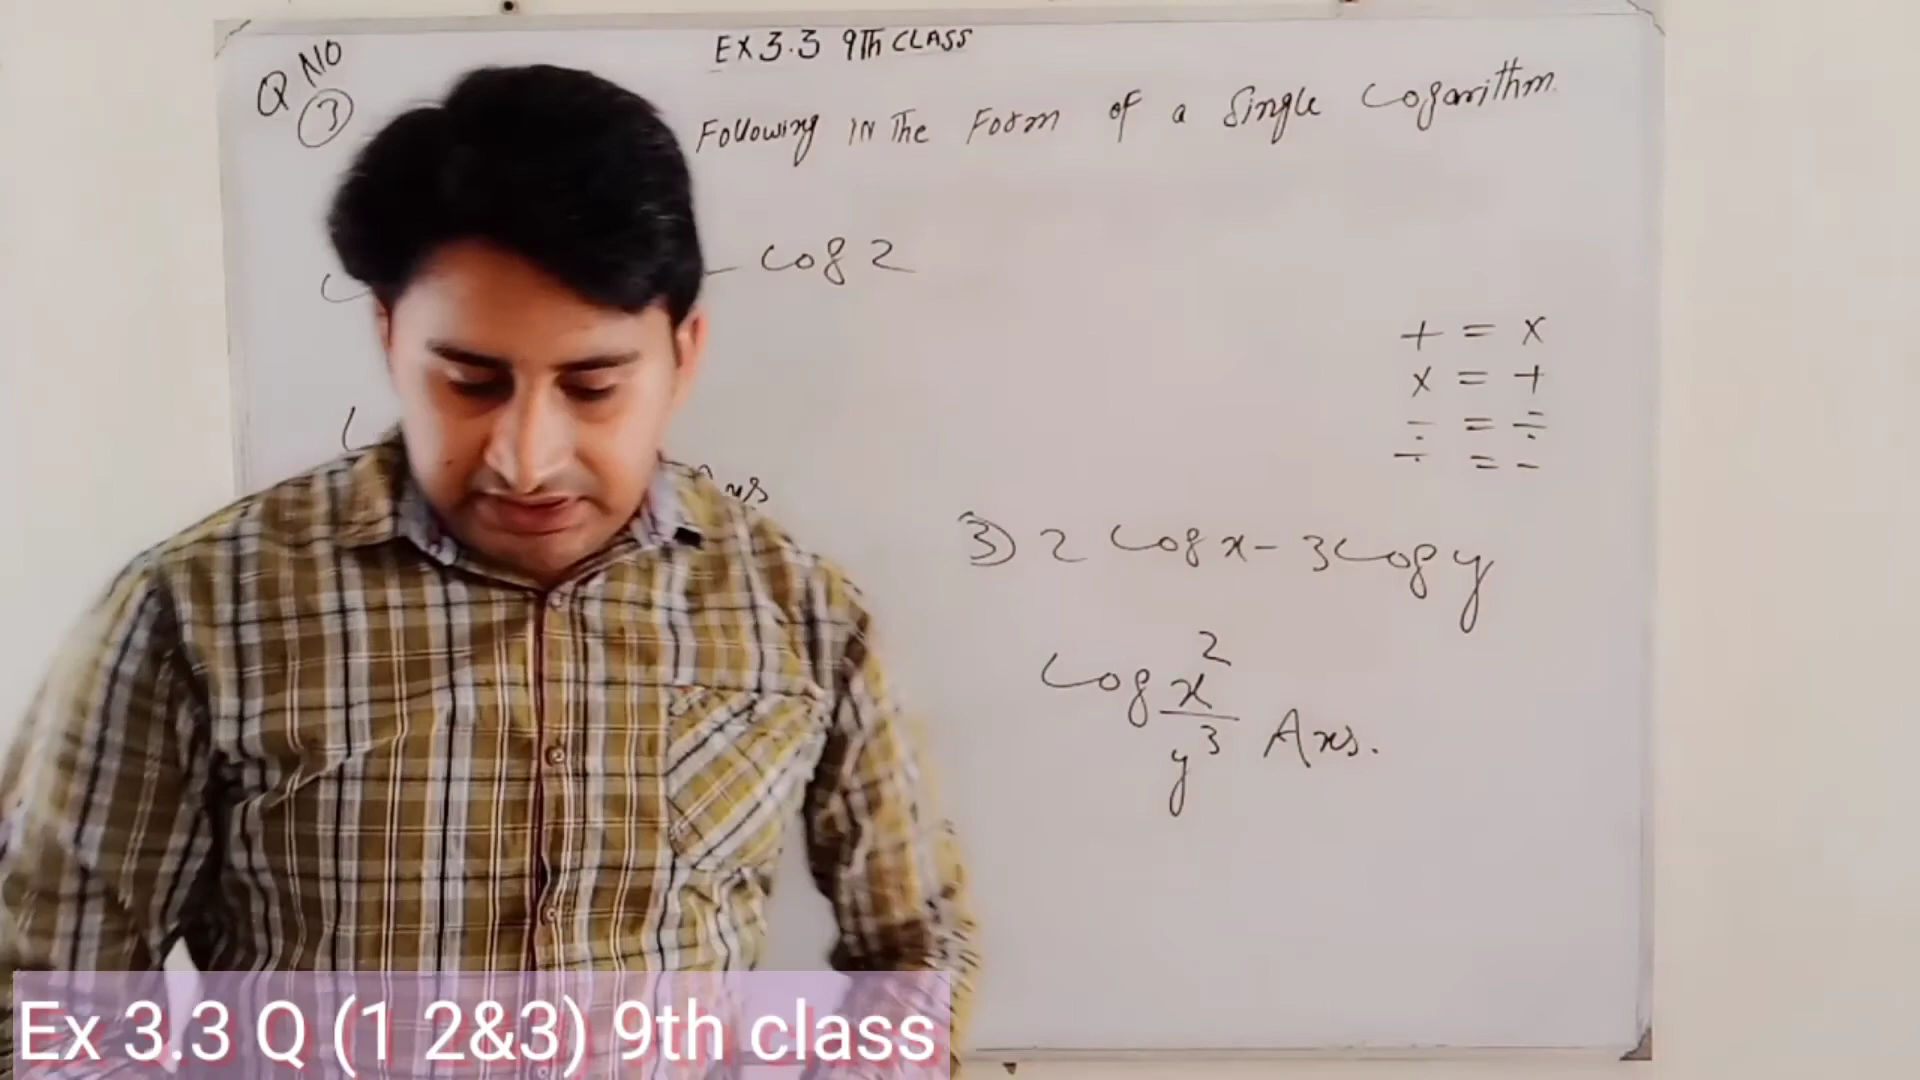 EX 3.3 9TH CLASS
Q NO
3
Following IN The Form of a Single Logarithm.
- Log 2
+ = x
x = +
- = ÷
÷ = -
Ans
3) 2 Log x - 3 Log y
Log x² / y³ Ans.
Ex 3.3 Q (1 2&3) 9th class